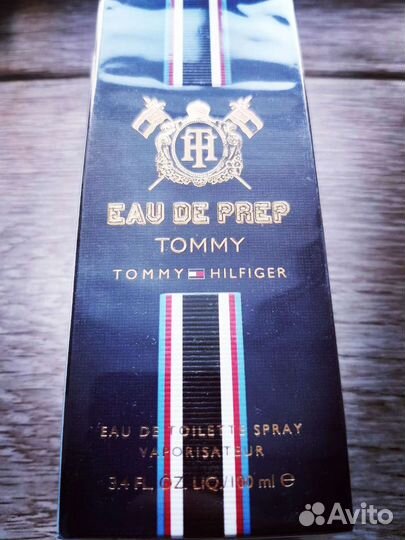 TH
EAU DE PREP
TOMMY
TOMMY HILFIGER
EAU DE TOILETTE SPRAY
VAPORISATEUR
3.4 FL. OZ. LIQ./100 ml ℮
Avito